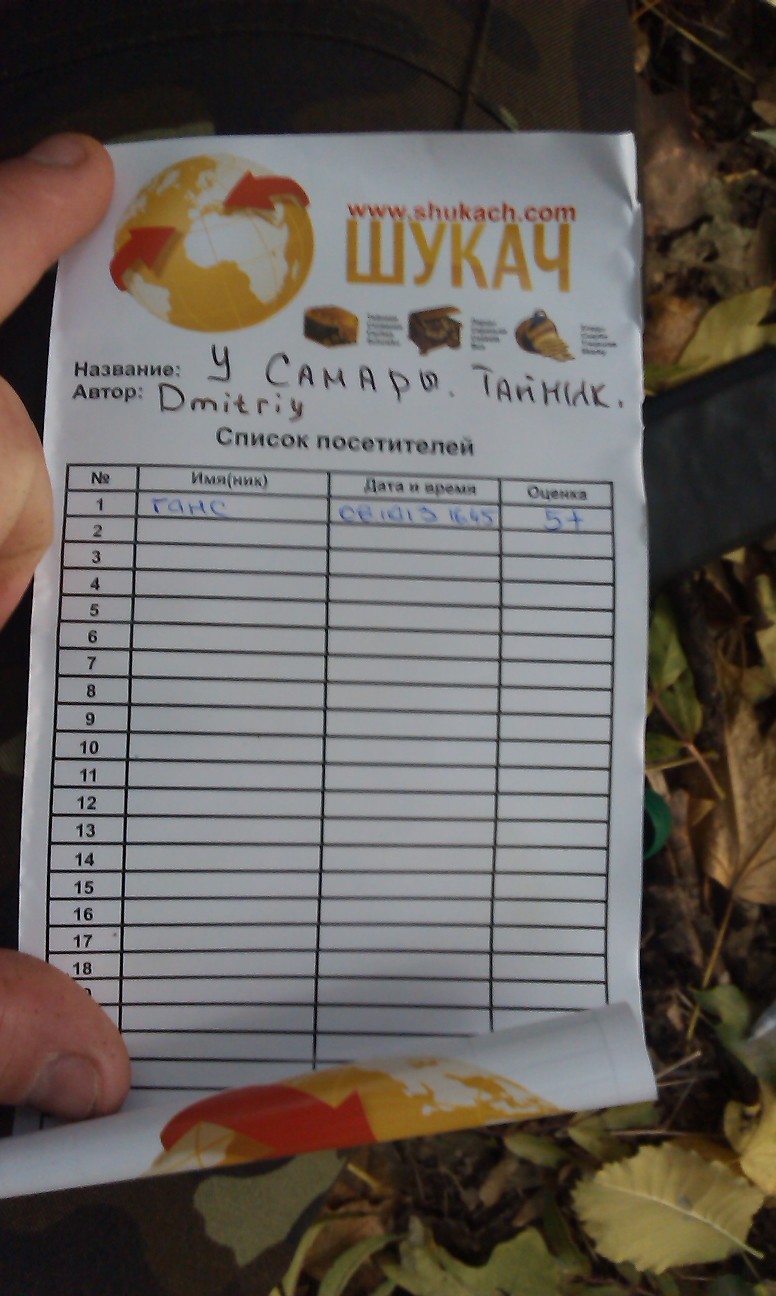 www.shukach.com
ШУКАЧ
Название: У Самары. Тайник.
Автор: Dmitriy
Список посетителей
№ Имя(ник) Дата и время Оценка
1 ганс 1645 5+
2
3
4
5
6
7
8
9
10
11
12
13
14
15
16
17
18